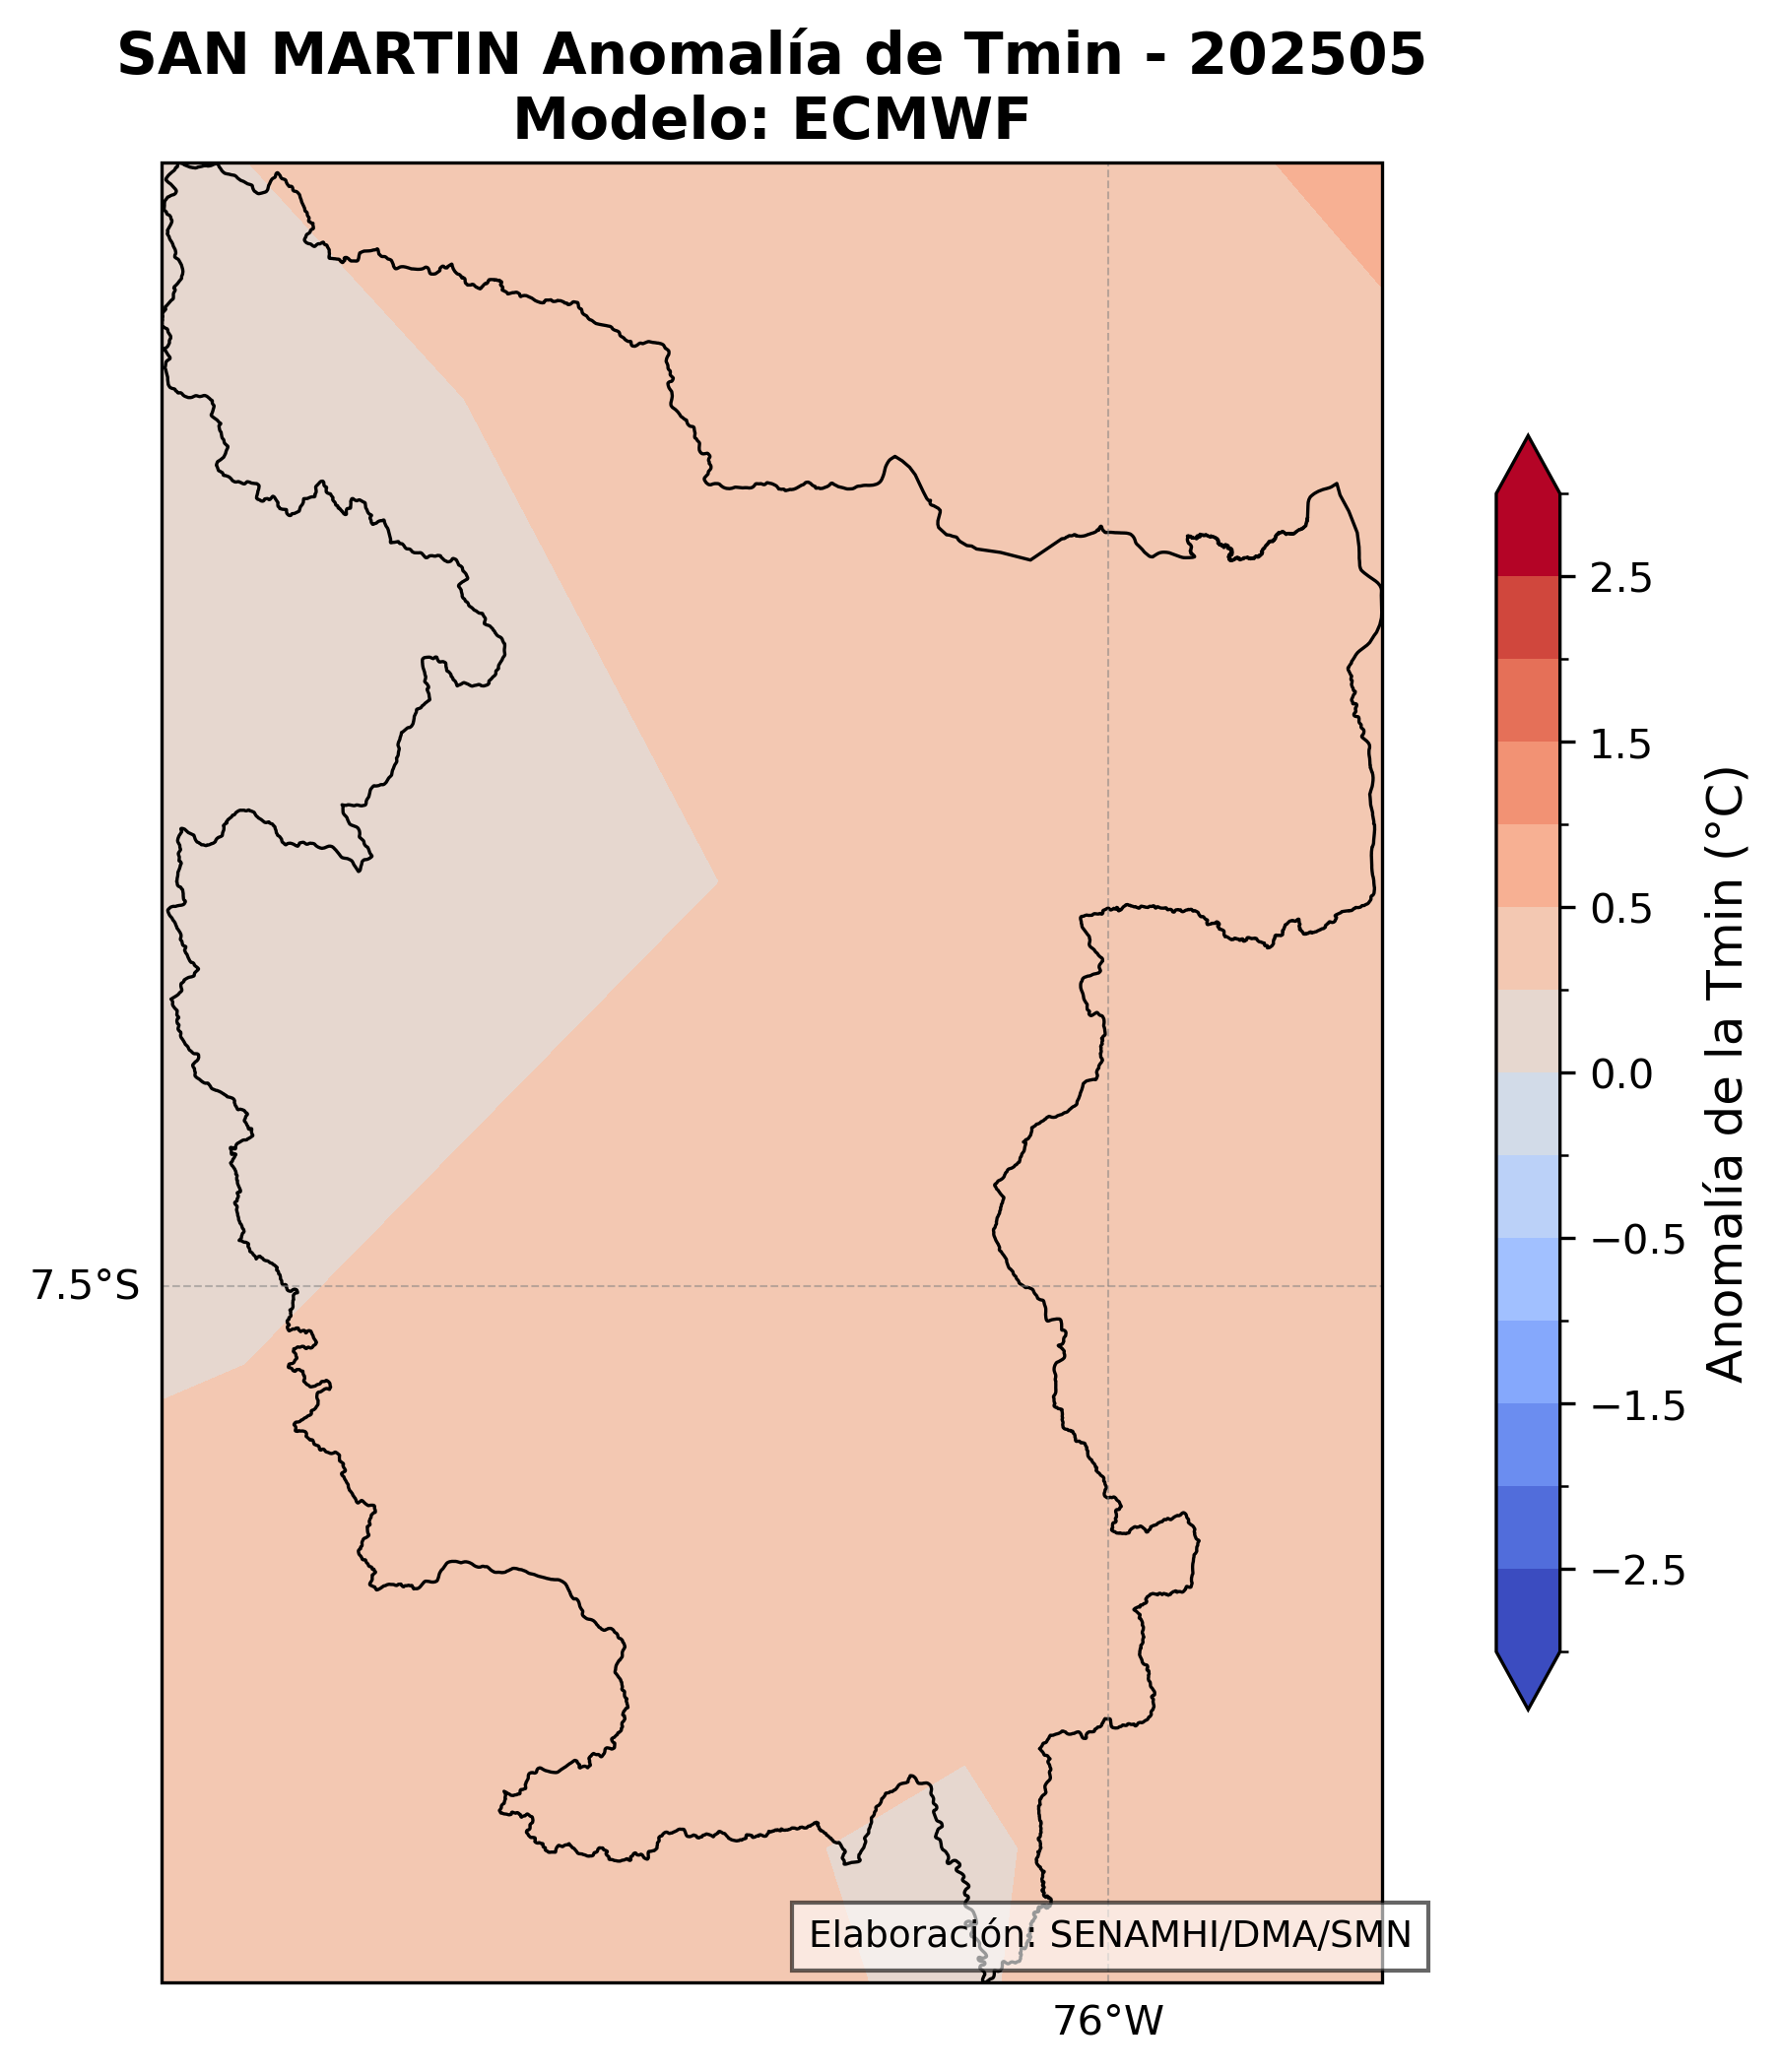 SAN MARTIN Anomalía de Tmin - 202505
Modelo: ECMWF
7.5°S
76°W
2.5
1.5
0.5
0.0
−0.5
−1.5
−2.5
Anomalía de la Tmin (°C)
Elaboración: SENAMHI/DMA/SMN